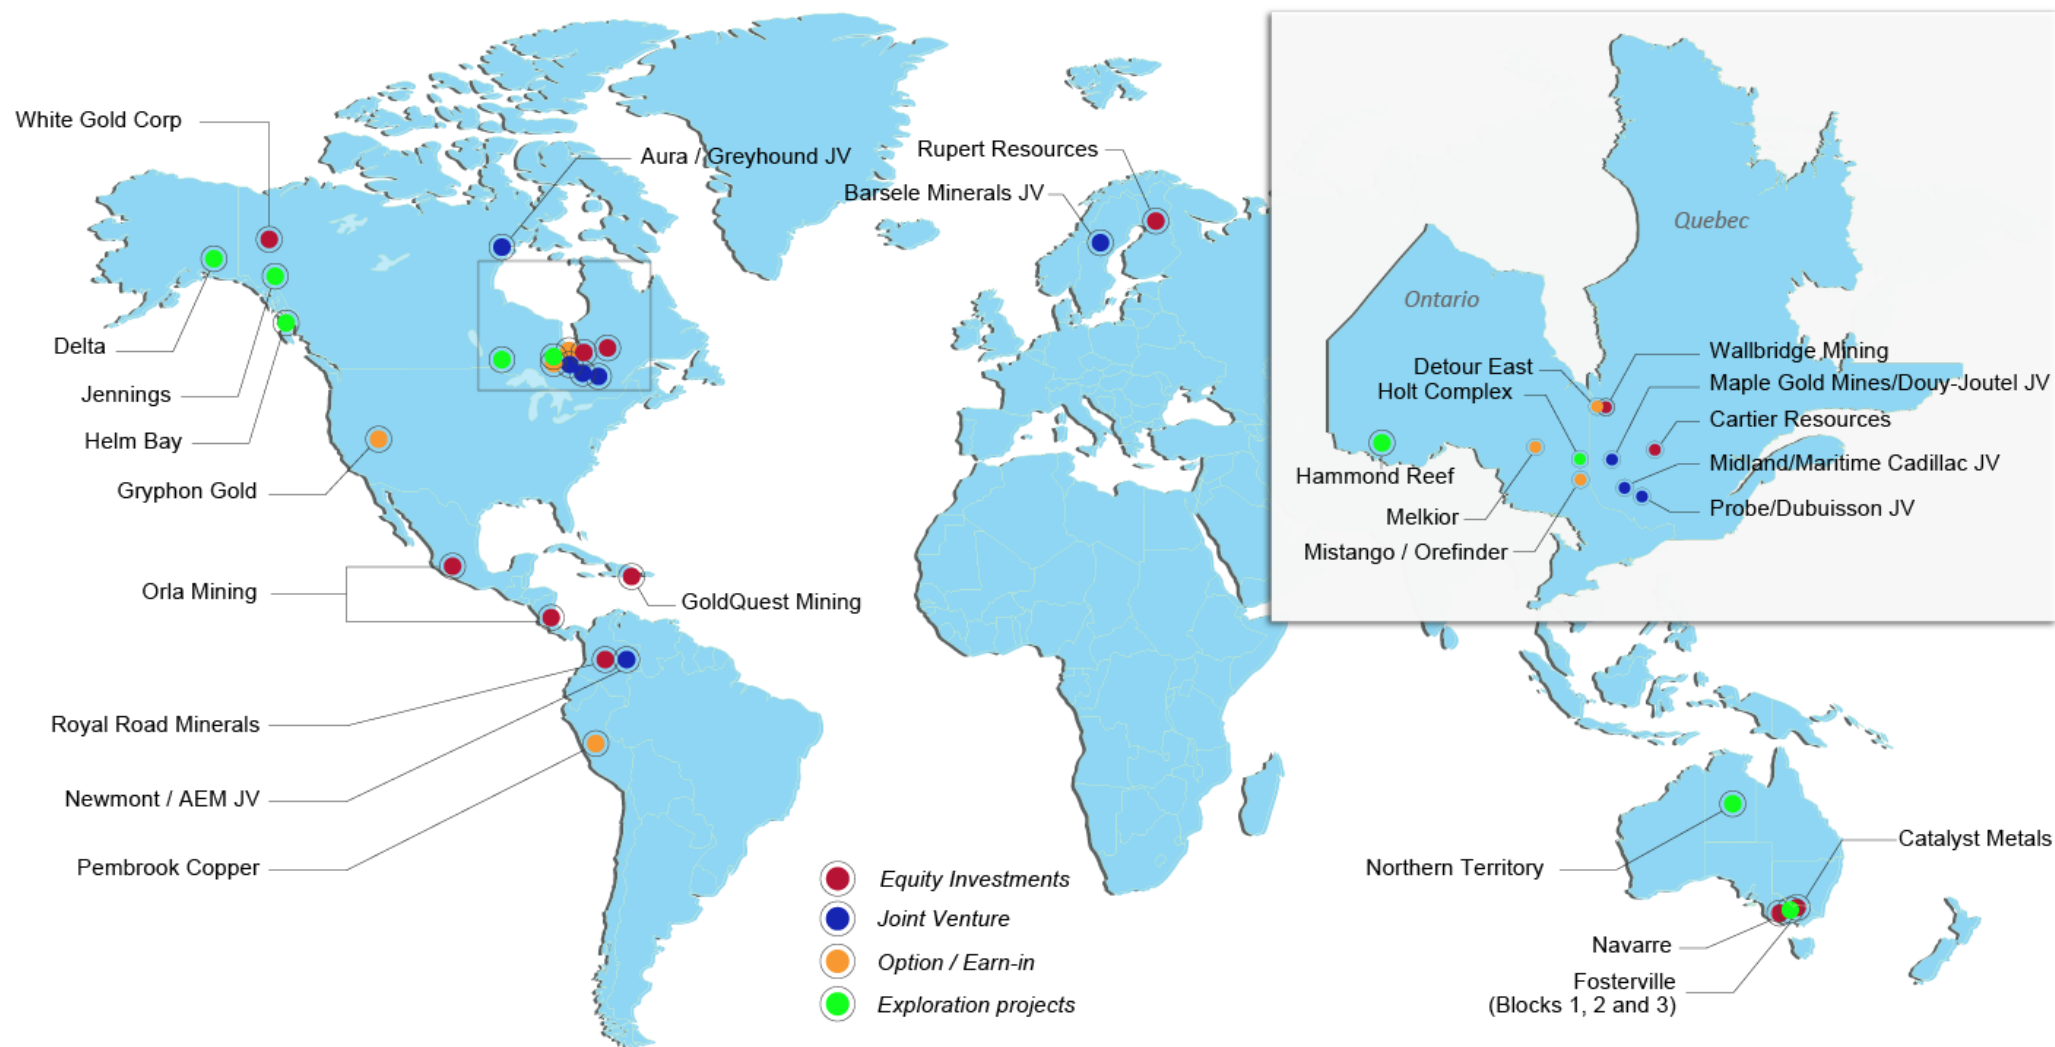 White Gold Corp
Aura / Greyhound JV
Rupert Resources
Barsele Minerals JV
Delta
Jennings
Helm Bay
Gryphon Gold
Orla Mining
GoldQuest Mining
Royal Road Minerals
Newmont / AEM JV
Pembrook Copper
Equity Investments
Joint Venture
Option / Earn-in
Exploration projects
Quebec
Ontario
Wallbridge Mining
Detour East
Maple Gold Mines/Douy-Joutel JV
Holt Complex
Cartier Resources
Midland/Maritime Cadillac JV
Hammond Reef
Probe/Dubuisson JV
Melkior
Mistango / Orefinder
Catalyst Metals
Northern Territory
Navarre
Fosterville
(Blocks 1, 2 and 3)